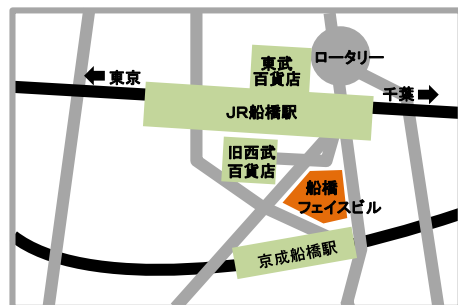 ロータリー
東武
百貨店
東京
千葉
JR船橋駅
旧西武
百貨店
船橋
フェイスビル
京成船橋駅